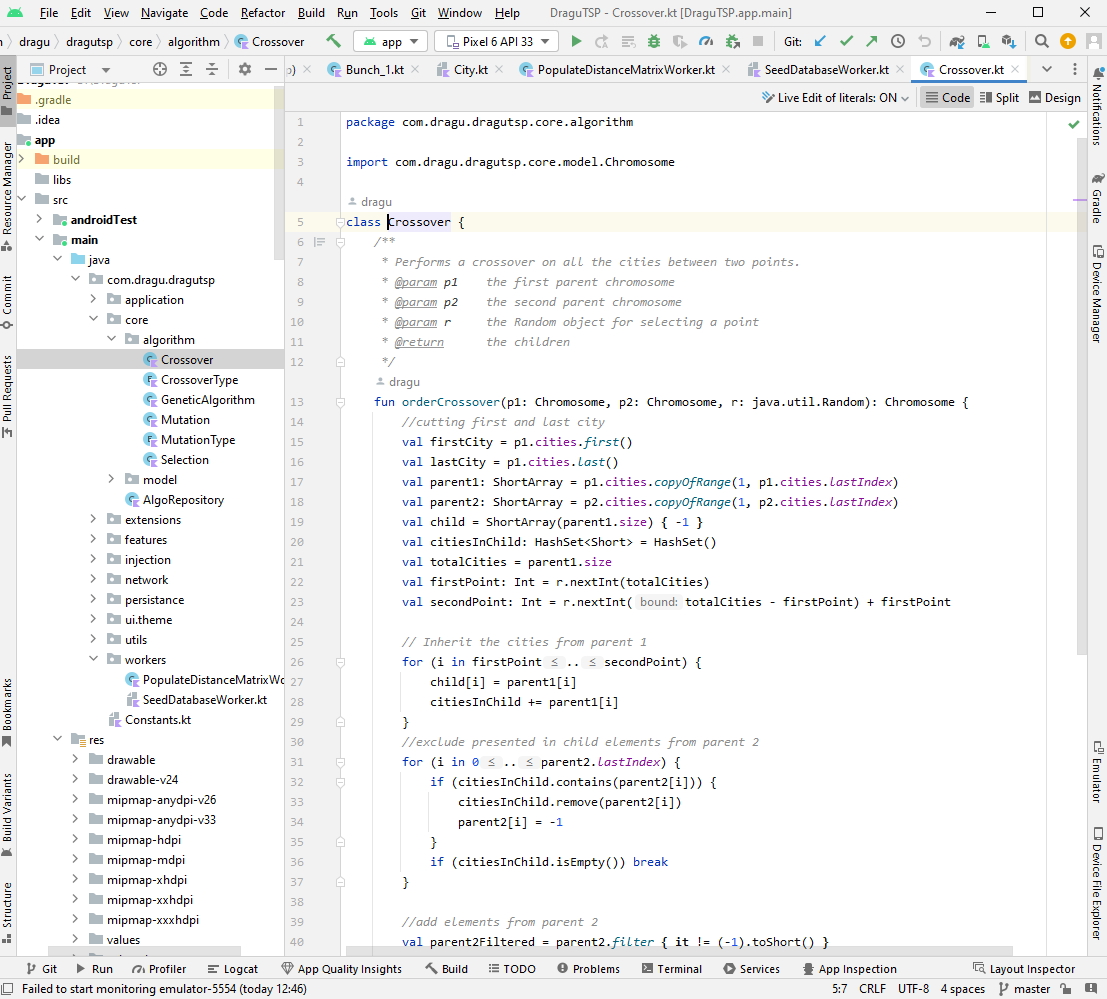 File Edit View Navigate Code Refactor Build Run Tools Git Window Help DraguTSP - Crossover.kt [DraguTSP.app.main]
dragu dragutsp core algorithm Crossover app Pixel 6 API 33 Git:
Project Bunch_1.kt City.kt PopulateDistanceMatrixWorker.kt SeedDatabaseWorker.kt Crossover.kt
Live Edit of literals: ON Code Split Design
.gradle
.idea
app
build
libs
src
androidTest
main
java
com.dragu.dragutsp
application
core
algorithm
Crossover
CrossoverType
GeneticAlgorithm
Mutation
MutationType
Selection
model
AlgoRepository
extensions
features
injection
network
persistance
ui.theme
utils
workers
PopulateDistanceMatrixWo
SeedDatabaseWorker.kt
Constants.kt
res
drawable
drawable-v24
mipmap-anydpi-v26
mipmap-anydpi-v33
mipmap-hdpi
mipmap-mdpi
mipmap-xhdpi
mipmap-xxhdpi
mipmap-xxxhdpi
values
1 package com.dragu.dragutsp.core.algorithm
2
3 import com.dragu.dragutsp.core.model.Chromosome
4
dragu
5 class Crossover {
6 /**
7 * Performs a crossover on all the cities between two points.
8 * @param p1 the first parent chromosome
9 * @param p2 the second parent chromosome
10 * @param r the Random object for selecting a point
11 * @return the children
12 */
dragu
13 fun orderCrossover(p1: Chromosome, p2: Chromosome, r: java.util.Random): Chromosome {
14 //cutting first and last city
15 val firstCity = p1.cities.first()
16 val lastCity = p1.cities.last()
17 val parent1: ShortArray = p1.cities.copyOfRange(1, p1.cities.lastIndex)
18 val parent2: ShortArray = p2.cities.copyOfRange(1, p2.cities.lastIndex)
19 val child = ShortArray(parent1.size) { -1 }
20 val citiesInChild: HashSet<Short> = HashSet()
21 val totalCities = parent1.size
22 val firstPoint: Int = r.nextInt(totalCities)
23 val secondPoint: Int = r.nextInt( bound: totalCities - firstPoint) + firstPoint
24
25 // Inherit the cities from parent 1
26 for (i in firstPoint ≤ .. ≤ secondPoint) {
27 child[i] = parent1[i]
28 citiesInChild += parent1[i]
29 }
30 //exclude presented in child elements from parent 2
31 for (i in 0 ≤ .. ≤ parent2.lastIndex) {
32 if (citiesInChild.contains(parent2[i])) {
33 citiesInChild.remove(parent2[i])
34 parent2[i] = -1
35 }
36 if (citiesInChild.isEmpty()) break
37 }
38
39 //add elements from parent 2
40 val parent2Filtered = parent2.filter { it != (-1).toShort() }
Project
Resource Manager
Commit
Pull Requests
Bookmarks
Build Variants
Structure
Notifications
Gradle
Device Manager
Emulator
Device File Explorer
Git Run Profiler Logcat App Quality Insights Build TODO Problems Terminal Services App Inspection Layout Inspector
Failed to start monitoring emulator-5554 (today 12:46) 5:7 CRLF UTF-8 4 spaces master